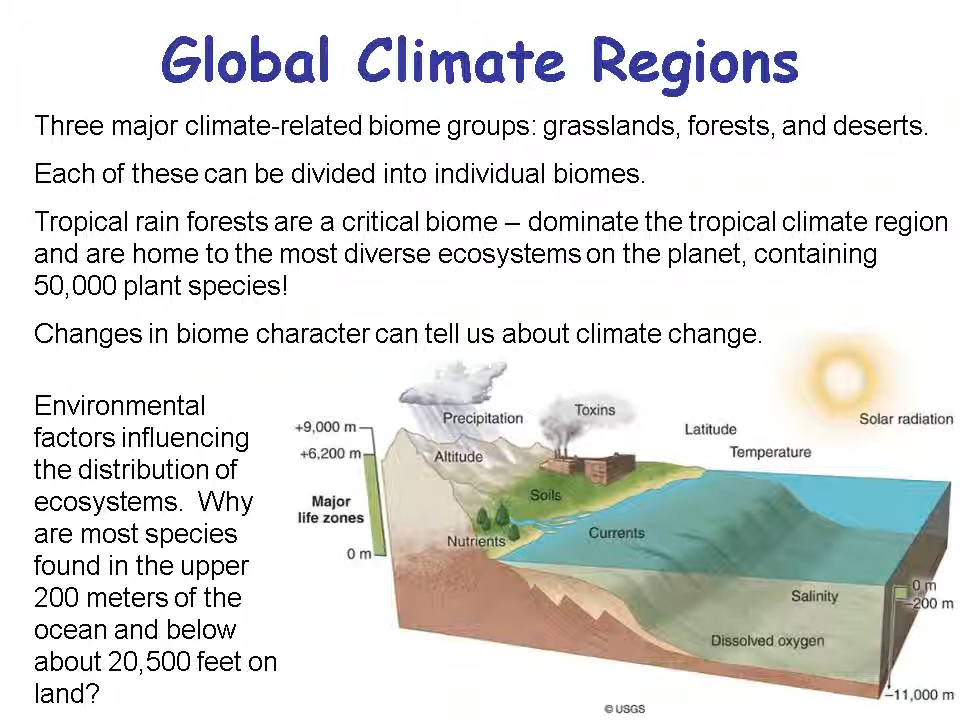 Global Climate Regions
Three major climate-related biome groups: grasslands, forests, and deserts.
Each of these can be divided into individual biomes.
Tropical rain forests are a critical biome – dominate the tropical climate region
and are home to the most diverse ecosystems on the planet, containing
50,000 plant species!
Changes in biome character can tell us about climate change.
Environmental
factors influencing
the distribution of
ecosystems.  Why
are most species
found in the upper
200 meters of the
ocean and below
about 20,500 feet on
land?
Precipitation
Toxins
Solar radiation
+9,000 m
Latitude
+6,200 m
Altitude
Temperature
Major
life zones
Soils
Nutrients
Currents
0 m
Salinity
0 m
–200 m
Dissolved oxygen
–11,000 m
© USGS